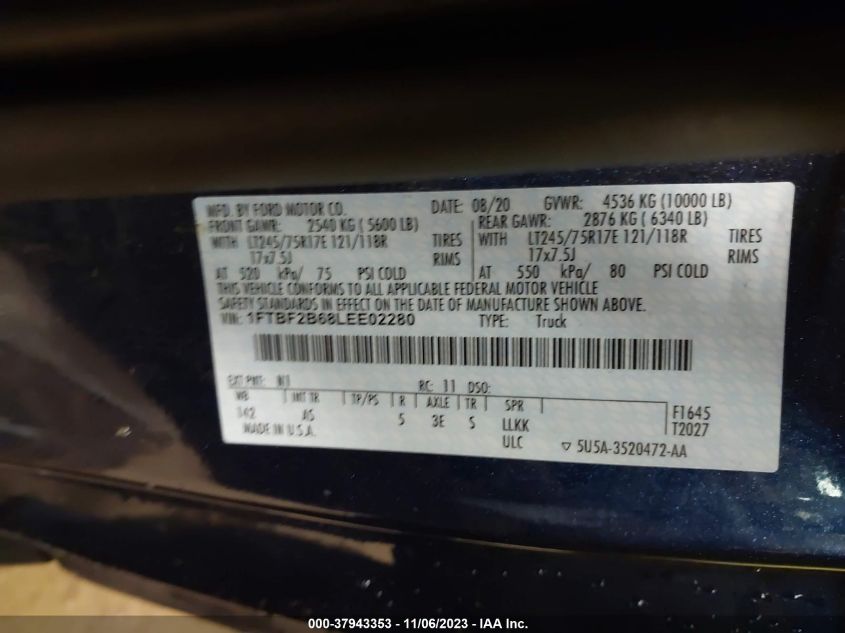 MFD. BY FORD MOTOR CO.
DATE: 08/20 GVWR: 4536 KG (10000 LB)
FRONT GAWR: 2540 KG ( 5600 LB)
WITH LT245/75R17E 121/118R TIRES
17x7.5J RIMS
AT 520 kPa/ 75 PSI COLD
REAR GAWR: 2876 KG ( 6340 LB)
WITH LT245/75R17E 121/118R TIRES
17x7.5J RIMS
AT 550 kPa/ 80 PSI COLD
THIS VEHICLE CONFORMS TO ALL APPLICABLE FEDERAL MOTOR VEHICLE
SAFETY STANDARDS IN EFFECT ON THE DATE OF MANUFACTURE SHOWN ABOVE.
VIN: 1FTBF2B68LEE02280 TYPE: Truck
EXT PNT: N1 RC: 11 DSO:
WB INT TR TP/PS R AXLE TR SPR
142 AS 5 3E S LLKK
ULC
F1645
T2027
MADE IN U.S.A.
▽ 5U5A-3520472-AA
000-37943353 - 11/06/2023 - IAA Inc.